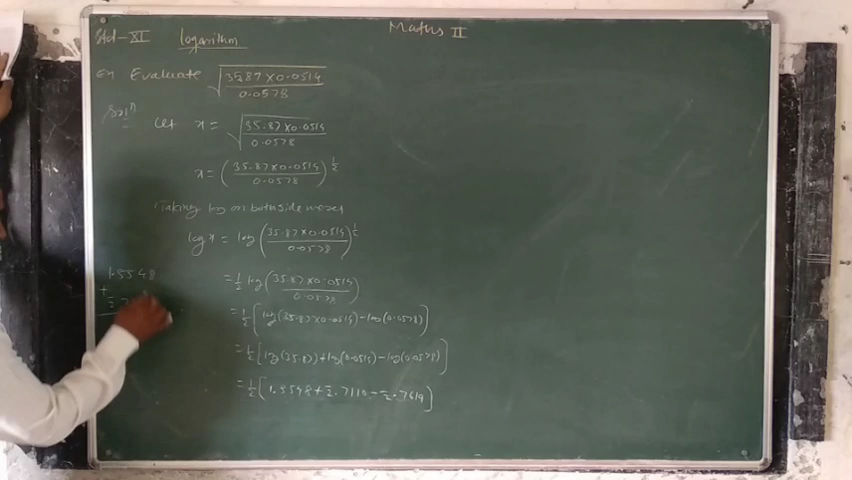 Std-XI logarithm Maths II
Ex Evaluate √(35.87 × 0.0514 / 0.0578)
Solⁿ Let x = √(35.87 × 0.0514 / 0.0578)
x = (35.87 × 0.0514 / 0.0578)^½
Taking log on both side
log x = log (35.87 × 0.0514 / 0.0578)^½
= ½ log (35.87 × 0.0514 / 0.0578)
= ½ [log (35.87 × 0.0514) − log (0.0578)]
= ½ [log (35.87) + log (0.0514) − log (0.0578)]
= ½ [1.5548 + 2̅.7110 − 2̅.7619]
1.5548
+